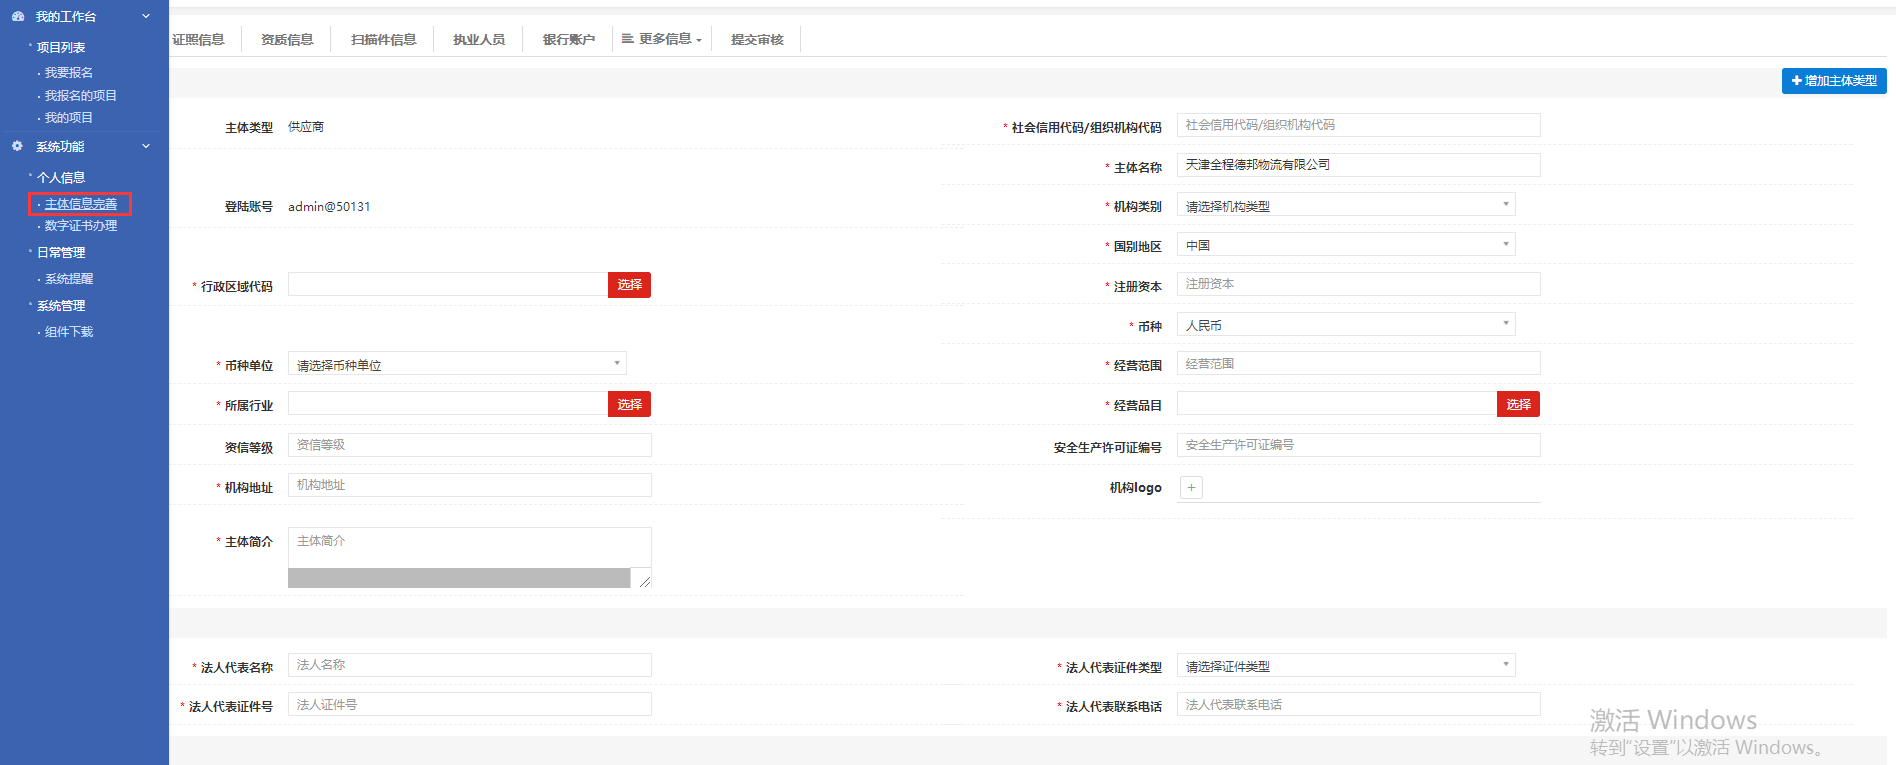 我的工作台
项目列表
我要报名
我报名的项目
我的项目
系统功能
个人信息
主体信息完善
数字证书办理
日常管理
系统提醒
系统管理
组件下载
证照信息
资质信息
扫描件信息
执业人员
银行账户
更多信息
提交审核
增加主体类型
主体类型 供应商
* 社会信用代码/组织机构代码 社会信用代码/组织机构代码
* 主体名称 天津全程德邦物流有限公司
登陆账号 admin@50131
* 机构类别 请选择机构类型
* 国别地区 中国
* 行政区域代码 选择
* 注册资本 注册资本
* 币种 人民币
* 币种单位 请选择币种单位
* 经营范围 经营范围
* 所属行业 选择
* 经营品目 选择
资信等级 资信等级
安全生产许可证编号 安全生产许可证编号
* 机构地址 机构地址
机构logo +
* 主体简介 主体简介
* 法人代表名称 法人名称
* 法人代表证件类型 请选择证件类型
* 法人代表证件号 法人证件号
* 法人代表联系电话 法人代表联系电话
激活 Windows
转到"设置"以激活 Windows。